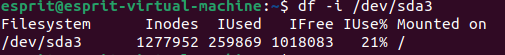 esprit@esprit-virtual-machine:~$ df -i /dev/sda3
Filesystem      Inodes  IUsed   IFree IUse% Mounted on
/dev/sda3      1277952 259869 1018083   21% /